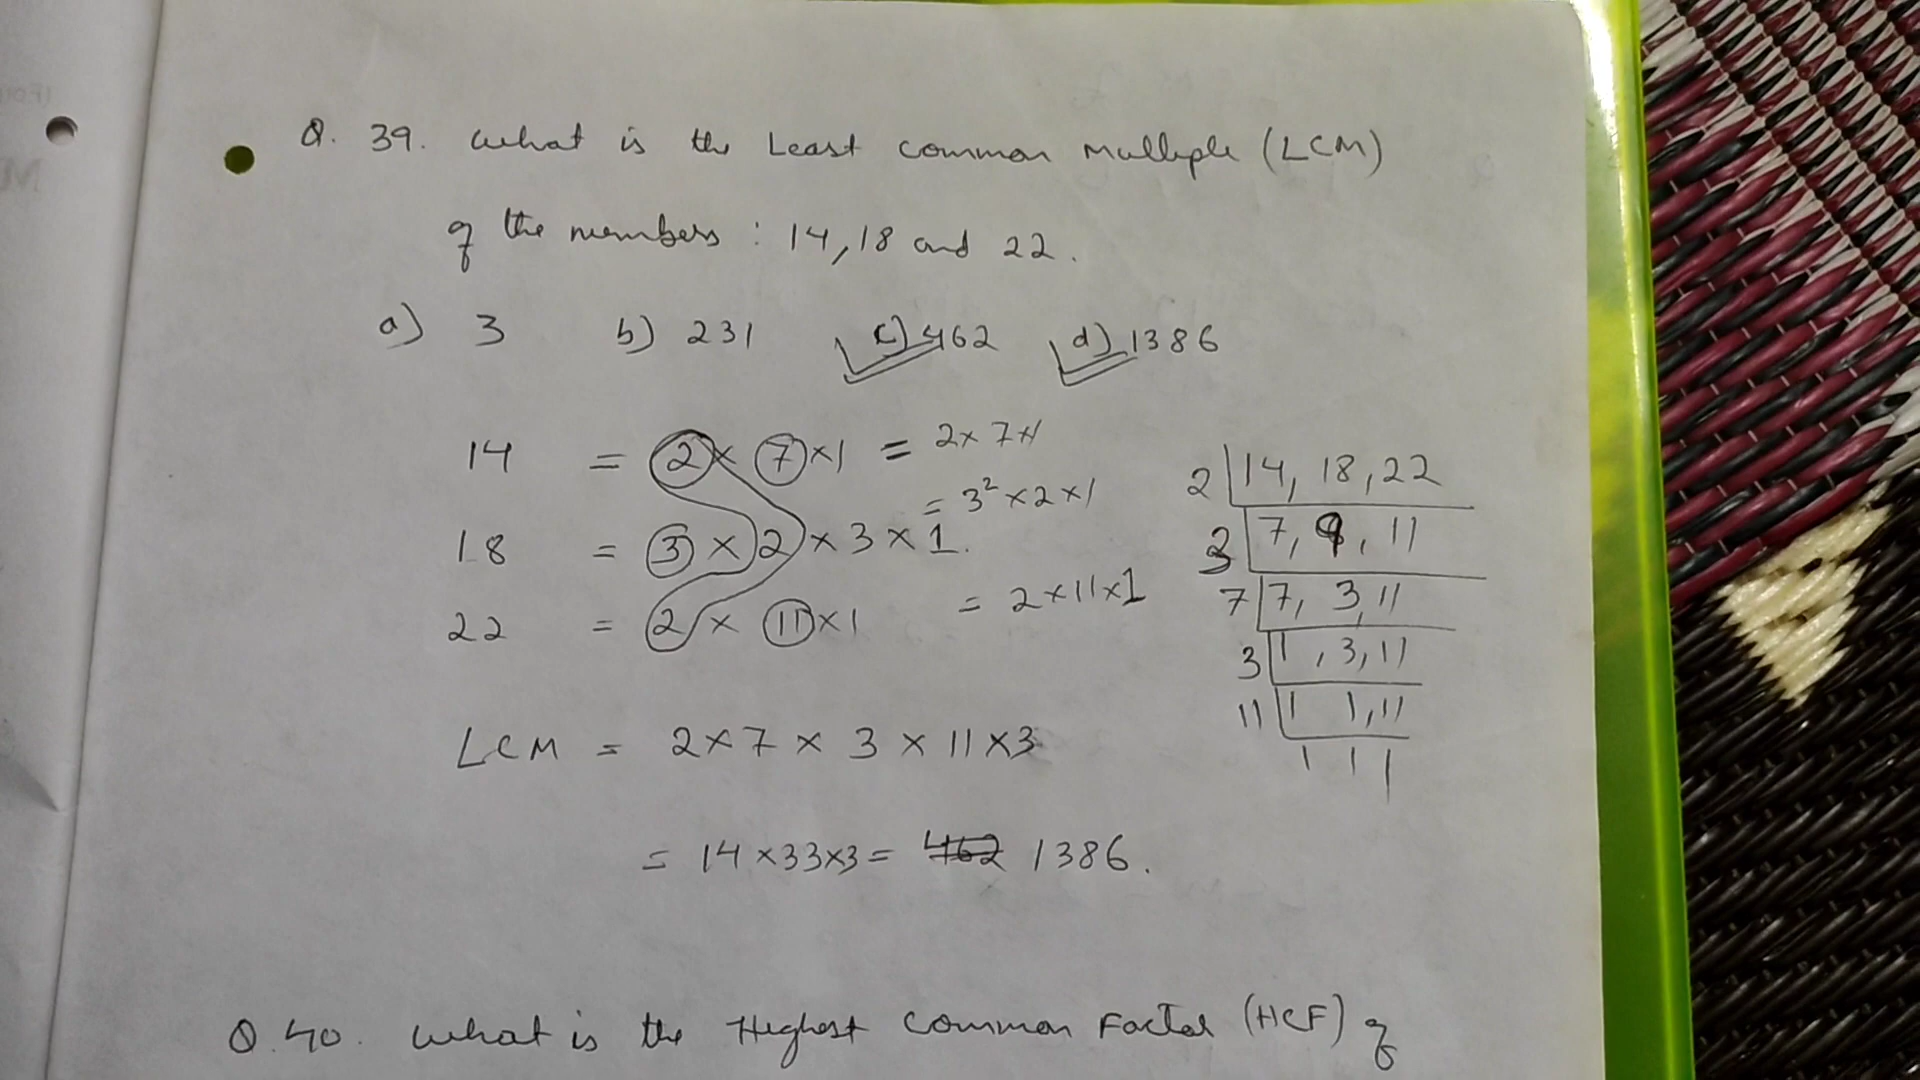 Q. 39. What is the Least common Multiple (LCM)
of the numbers : 14, 18 and 22.
a) 3 b) 231 c) 462 d) 1386
14 = 2 × 7 × 1 = 2 × 7 × 1
18 = 3 × 2 × 3 × 1. = 3² × 2 × 1
22 = 2 × 11 × 1 = 2 × 11 × 1
2 | 14, 18, 22
3 | 7, 9, 11
7 | 7, 3, 11
3 | 1, 3, 11
11 | 1 1, 11
1 1 1
LCM = 2 × 7 × 3 × 11 × 3
= 14 × 33 × 3 = 462 1386.
Q. 40. What is the Highest Common Factor (HCF) of